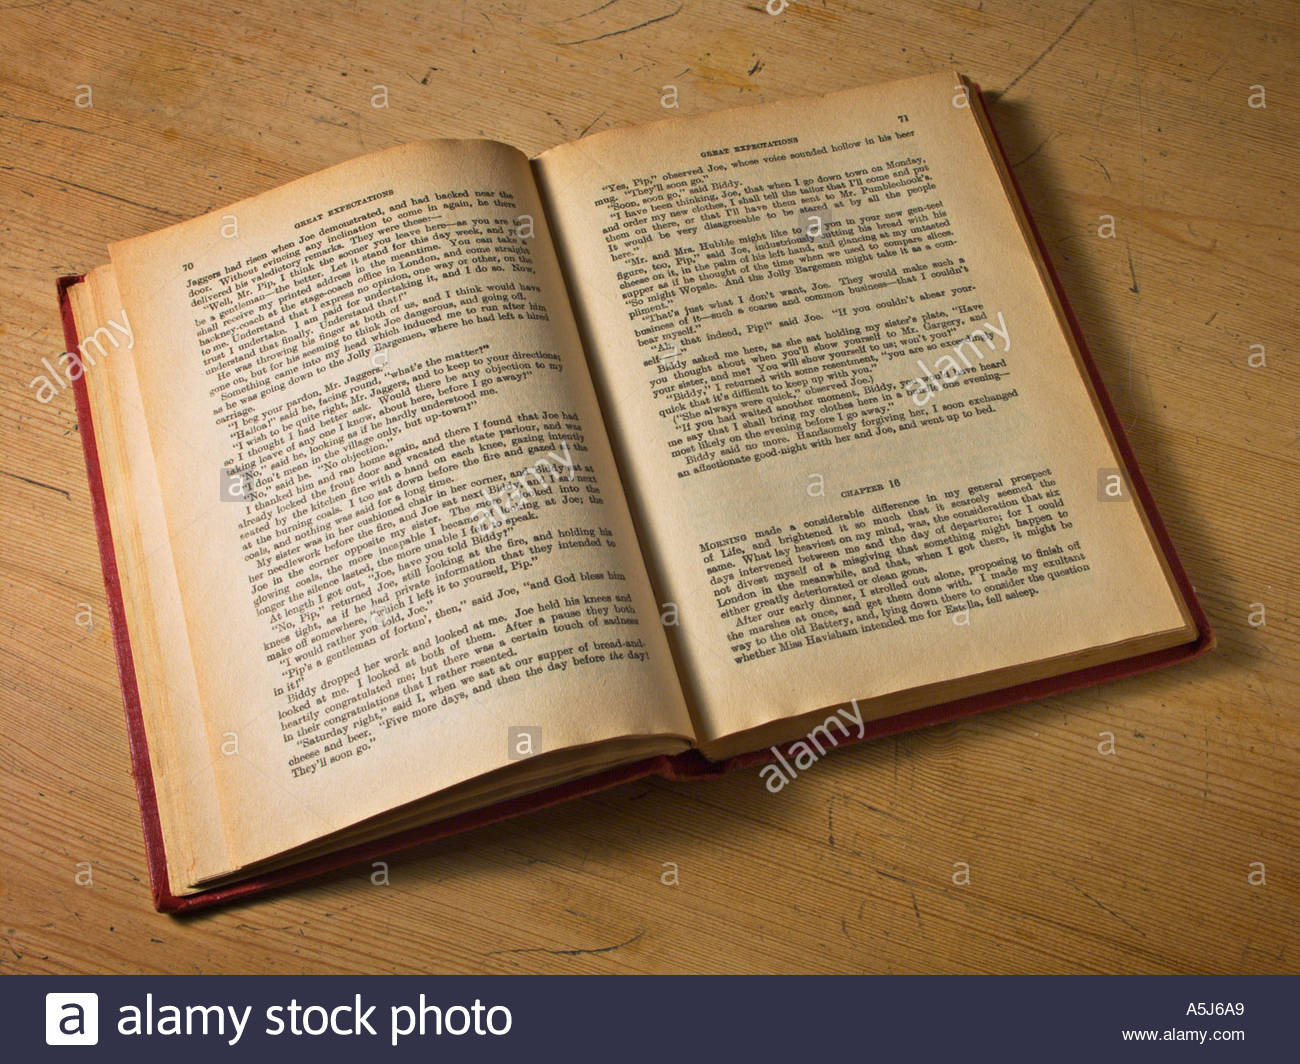 70
GREAT EXPECTATIONS
Jaggers had risen when Joe demonstrated, and had backed near the
door. Without evincing any inclination to come in again, he there
delivered his valedictory remarks. They were these:—
"Well, Mr. Pip, I think the sooner you leave here—as you are to
be a gentleman—the better. Let it stand for this day week, and you
shall receive my printed address in the meantime. You can take a
hackney-coach at the stage-coach office in London, and come straight
to me. Understand that I express no opinion, one way or other, on the
trust I undertake. I am paid for undertaking it, and I do so. Now,
understand that finally. Understand that!"
He was throwing his finger at both of us, and I think would have
gone on, but for his seeming to think Joe dangerous, and going off.
Something came into my head which induced me to run after him
as he was going down to the Jolly Bargemen where he had left a hired
carriage.
"I beg your pardon, Mr. Jaggers."
"Halloa!" said he, facing round, "what's the matter?"
"I wish to be quite right, Mr. Jaggers, and to keep to your directions;
so I thought I had better ask. Would there be any objection to my
taking leave of any one I know, about here, before I go away?"
"No," said he, looking as if he hardly understood me.
"I don't mean in the village only, but up-town?"
"No," said he. "No objection."
I thanked him and ran home again, and there I found that Joe had
already locked the front door and vacated the state parlour, and was
seated by the kitchen fire with a hand on each knee, gazing intently
at the burning coals. I too sat down before the fire and gazed at the
coals, and nothing was said for a long time.
My sister was in her cushioned chair in her corner, and Biddy sat at
her needlework before the fire, and Joe sat next Biddy, and I sat next
Joe in the corner opposite my sister. The more I looked into the
glowing coals, the more incapable I became of looking at Joe; the
longer the silence lasted, the more unable I felt to speak.
At length I got out, "Joe, have you told Biddy?"
"No, Pip," returned Joe, still looking at the fire, and holding his
knees tight, as if he had private information that they intended to
make off somewhere, "which I left it to yourself, Pip."
"I would rather you told, Joe."
"Pip's a gentleman of fortun', then," said Joe, "and God bless him
in it!"
Biddy dropped her work and looked at me. Joe held his knees and
looked at me. I looked at both of them. After a pause they both
heartily congratulated me; but there was a certain touch of sadness
in their congratulations that I rather resented.
"Saturday night," said I, when we sat at our supper of bread-and-
cheese and beer. "Five more days, and then the day before the day!
They'll soon go."
71
GREAT EXPECTATIONS
"Yes, Pip," observed Joe, whose voice sounded hollow in his beer
mug. "They'll soon go."
"Soon, soon go," said Biddy.
"I have been thinking, Joe, that when I go down town on Monday,
and order my new clothes, I shall tell the tailor that I'll come and put
them on there, or that I'll have them sent to Mr. Pumblechook's.
It would be very disagreeable to be stared at by all the people
here."
"Mr. and Mrs. Hubble might like to see you in your new gen-teel
figure, too, Pip," said Joe, industriously cutting his bread with his
cheese on it, in the palm of his left hand, and glancing at my untasted
supper as if he thought of the time when we used to compare slices.
"So might Wopsle. And the Jolly Bargemen might take it as a com-
pliment."
"That's just what I don't want, Joe. They would make such a
business of it—such a coarse and common business—that I couldn't
bear myself."
"Ah, that indeed, Pip!" said Joe. "If you couldn't abear your-
self——"
Biddy asked me here, as she sat holding my sister's plate, "Have
you thought about when you'll show yourself to Mr. Gargery, and
your sister, and me? You will show yourself to us; won't you?"
"Biddy," I returned with some resentment, "you are so exceedingly
quick that it's difficult to keep up with you."
("She always were quick," observed Joe.)
"If you had waited another moment, Biddy, you would have heard
me say that I shall bring my clothes here in a bundle one evening—
most likely on the evening before I go away."
Biddy said no more. Handsomely forgiving her, I soon exchanged
an affectionate good-night with her and Joe, and went up to bed.
CHAPTER 16
MORNING made a considerable difference in my general prospect
of Life, and brightened it so much that it scarcely seemed the
same. What lay heaviest on my mind, was, the consideration that six
days intervened between me and the day of departure; for I could
not divest myself of a misgiving that something might happen to
London in the meanwhile, and that, when I got there, it might be
either greatly deteriorated or clean gone.
After our early dinner, I strolled out alone, proposing to finish off
the marshes at once, and get them done with. I made my exultant
way to the old Battery, and, lying down there to consider the question
whether Miss Havisham intended me for Estella, fell asleep.
a alamy stock photo
A5J6A9
www.alamy.com